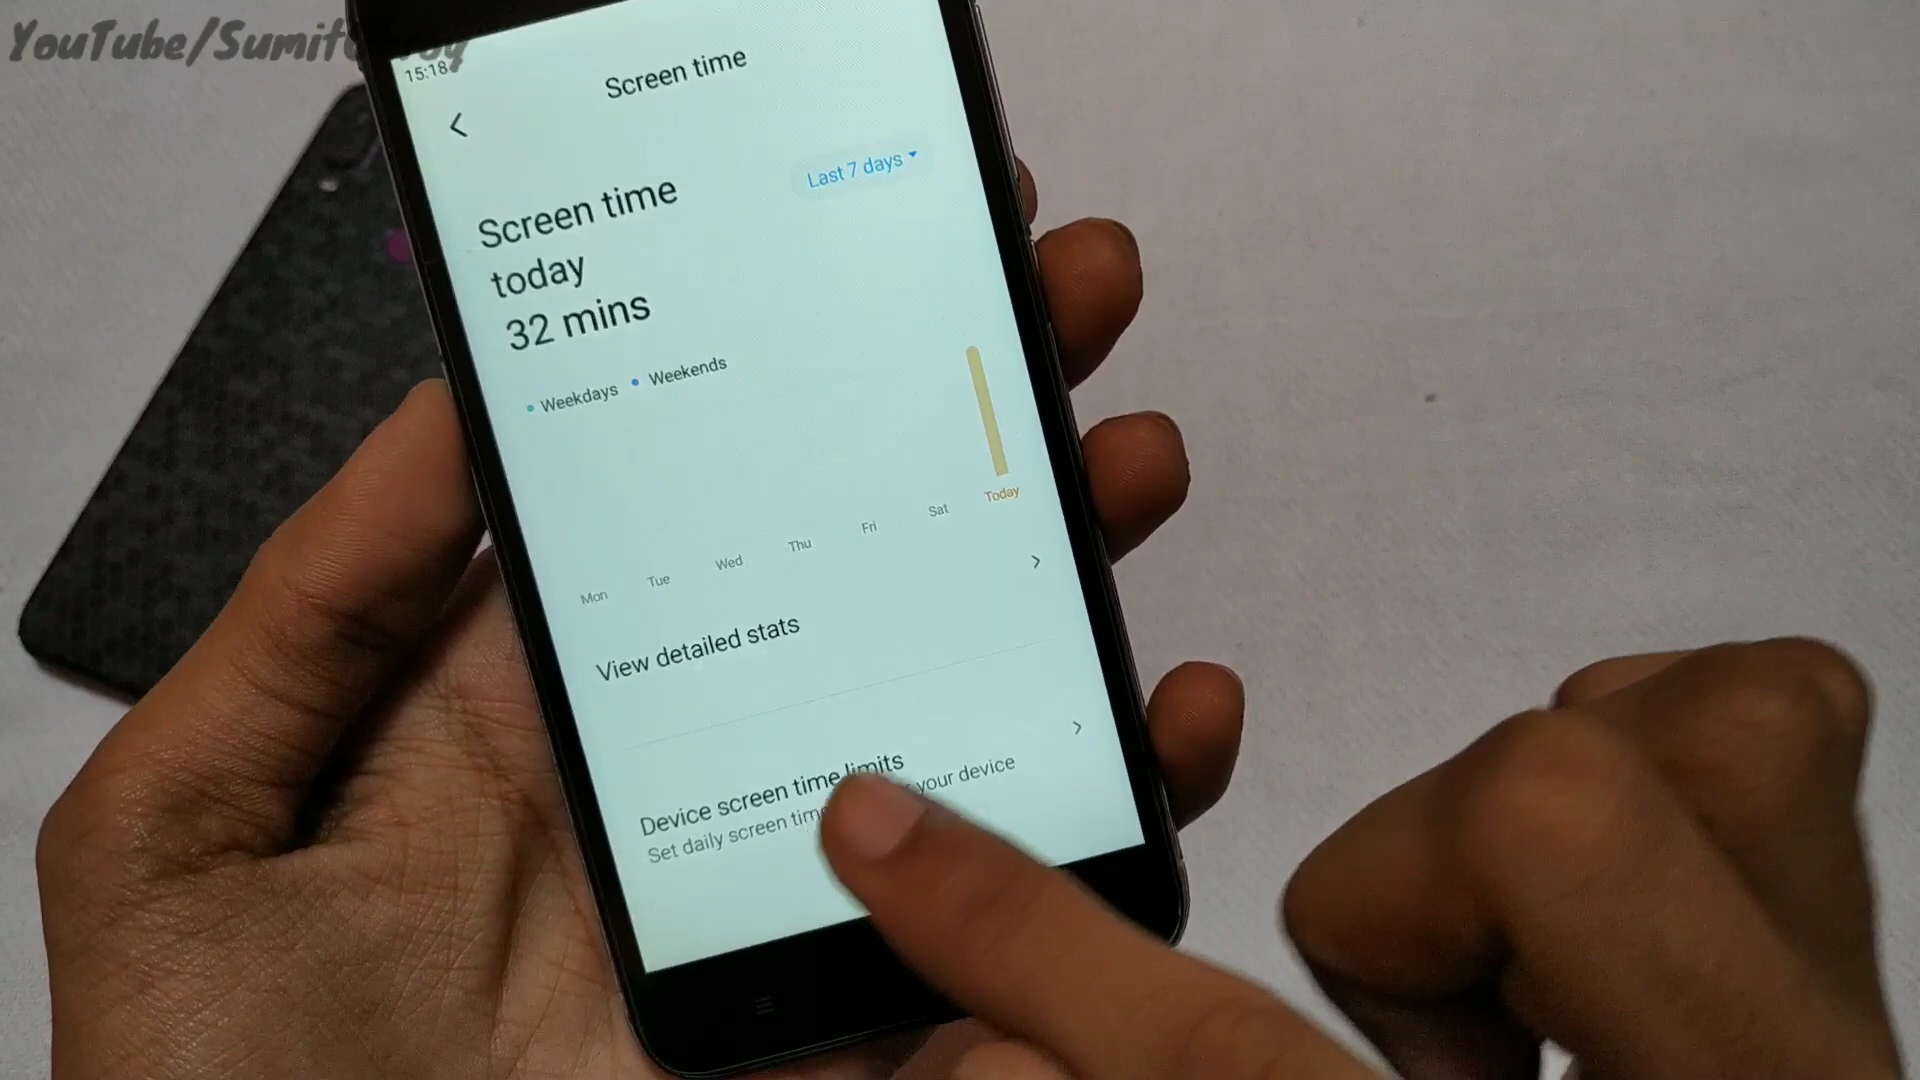 YouTube/Sumit
15:18
Screen time
Last 7 days
Screen time
today
32 mins
Weekdays
Weekends
Mon
Tue
Wed
Thu
Fri
Sat
Today
View detailed stats
Device screen time limits
Set daily screen time your device